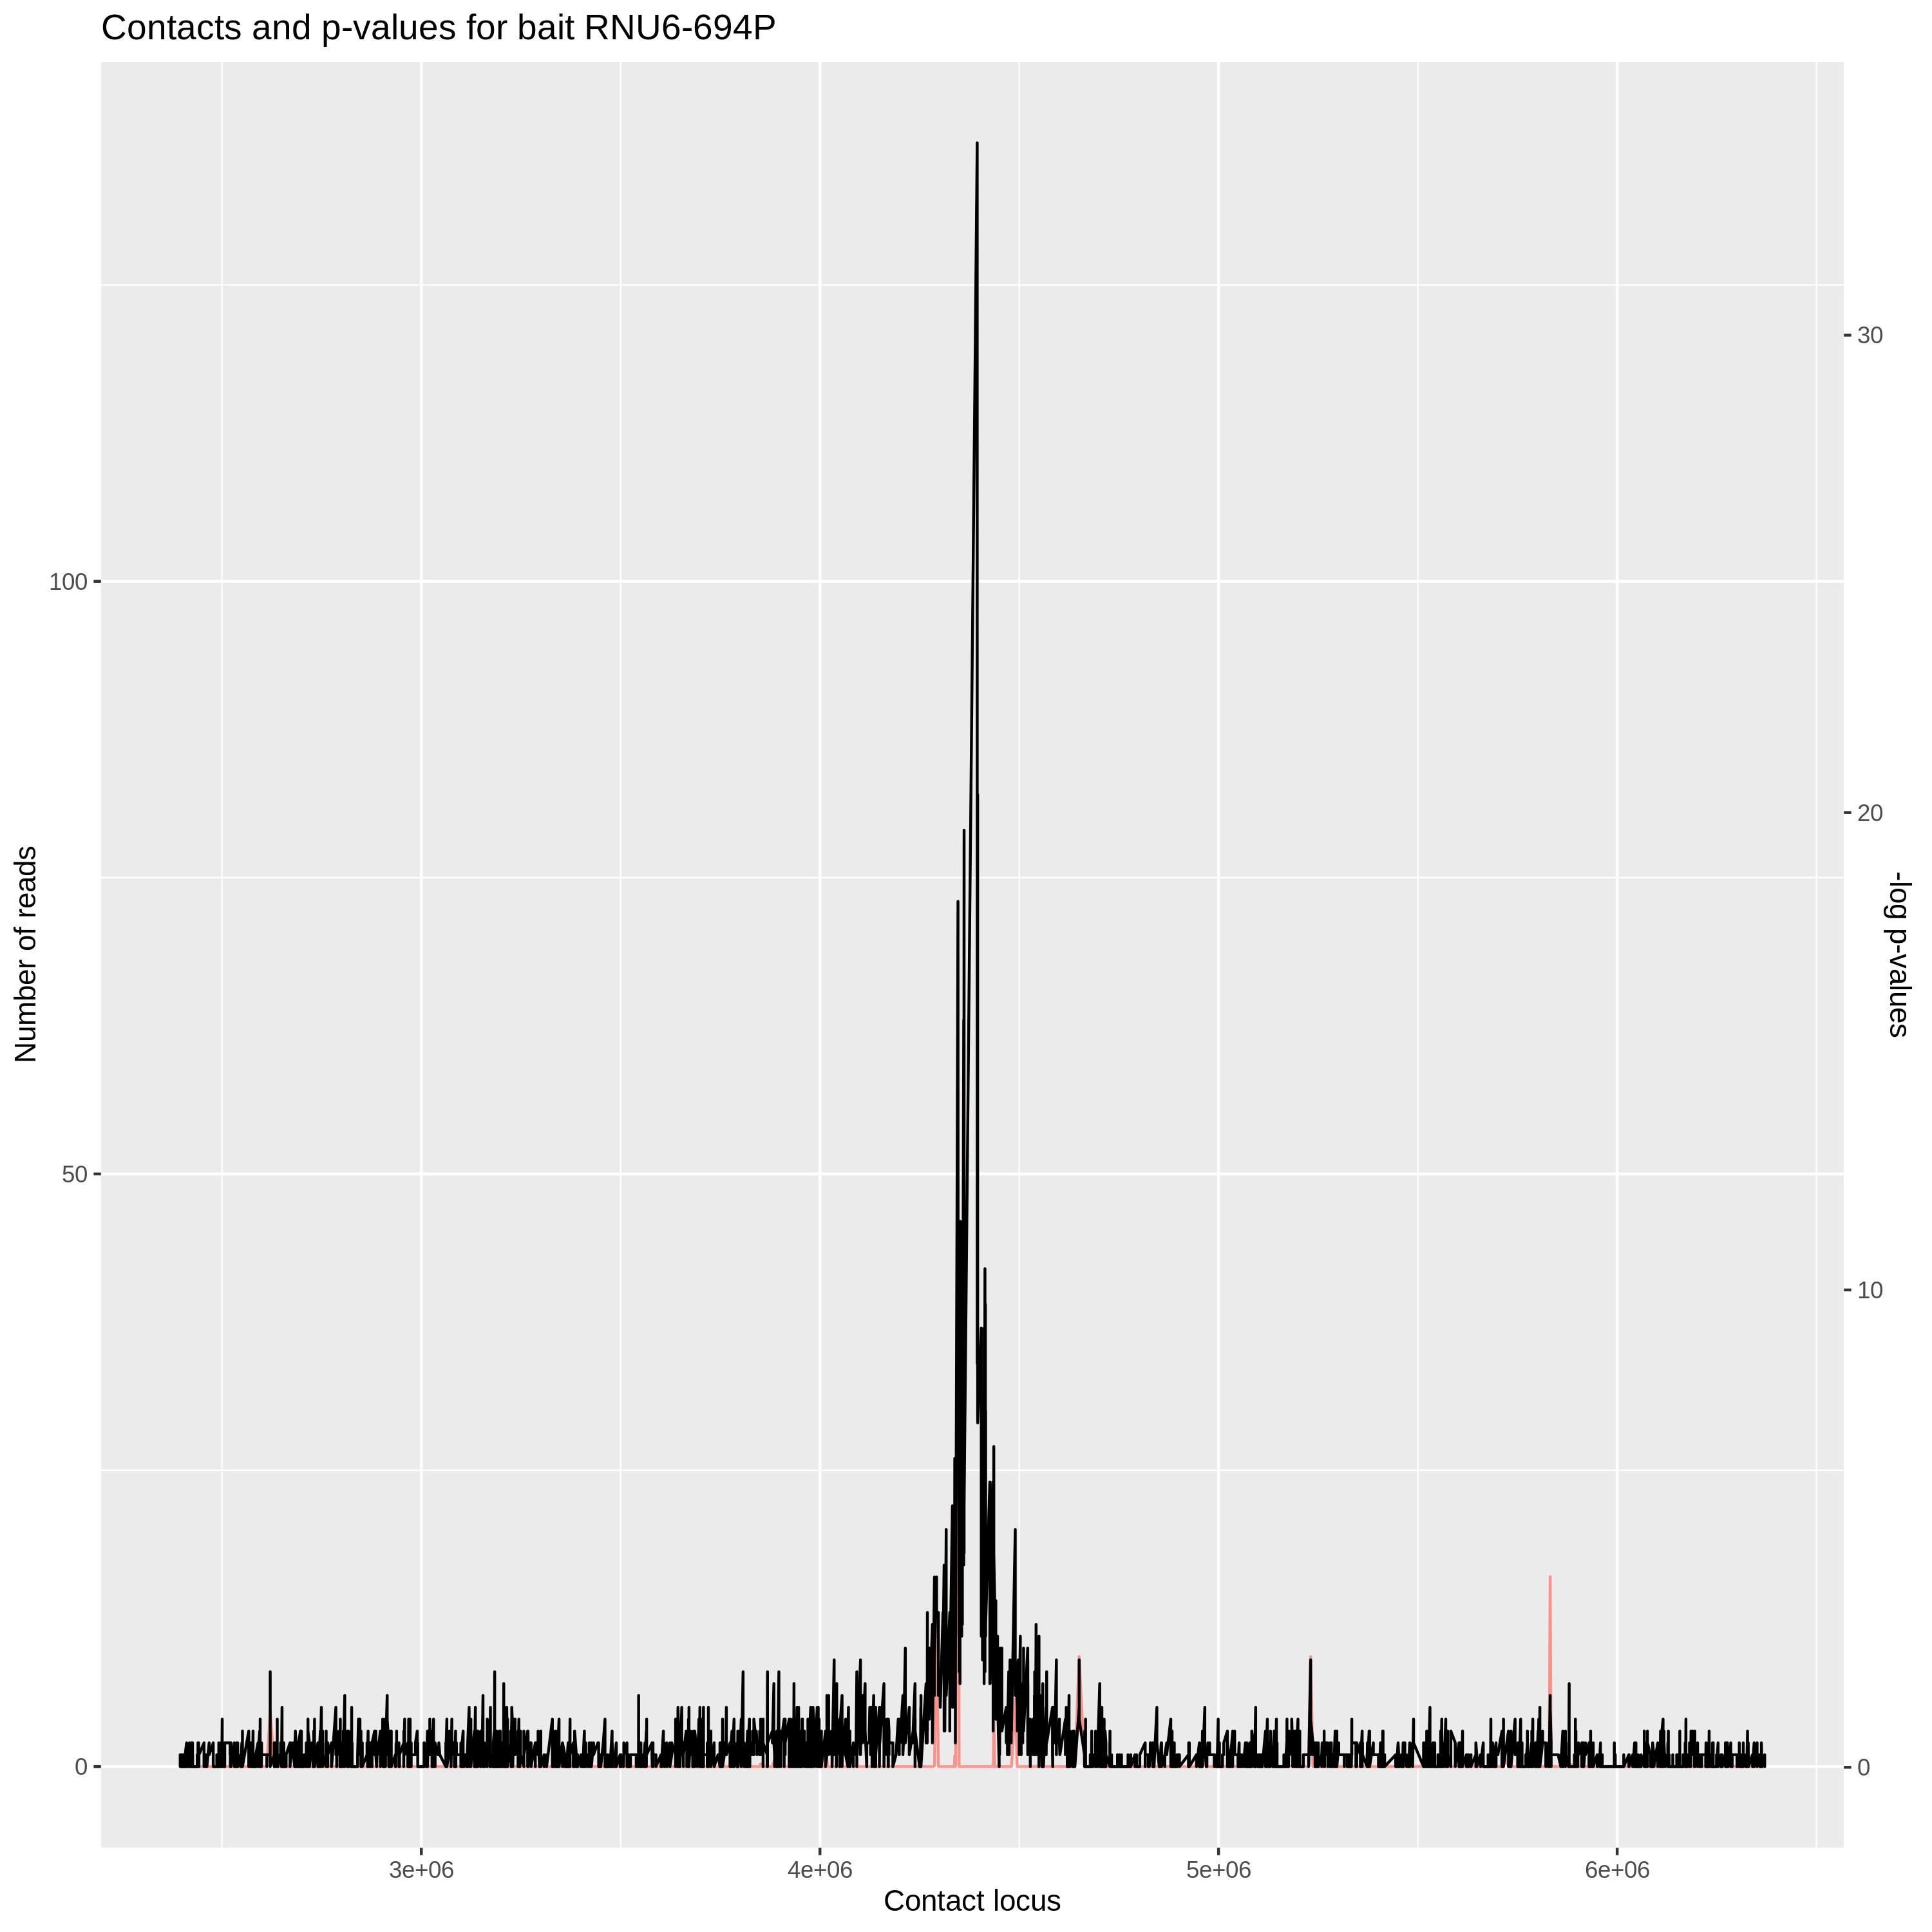 Contacts and p-values for bait RNU6-694P
Number of reads
100
50
0
30
20
10
0
-log p-values
3e+06
4e+06
5e+06
6e+06
Contact locus